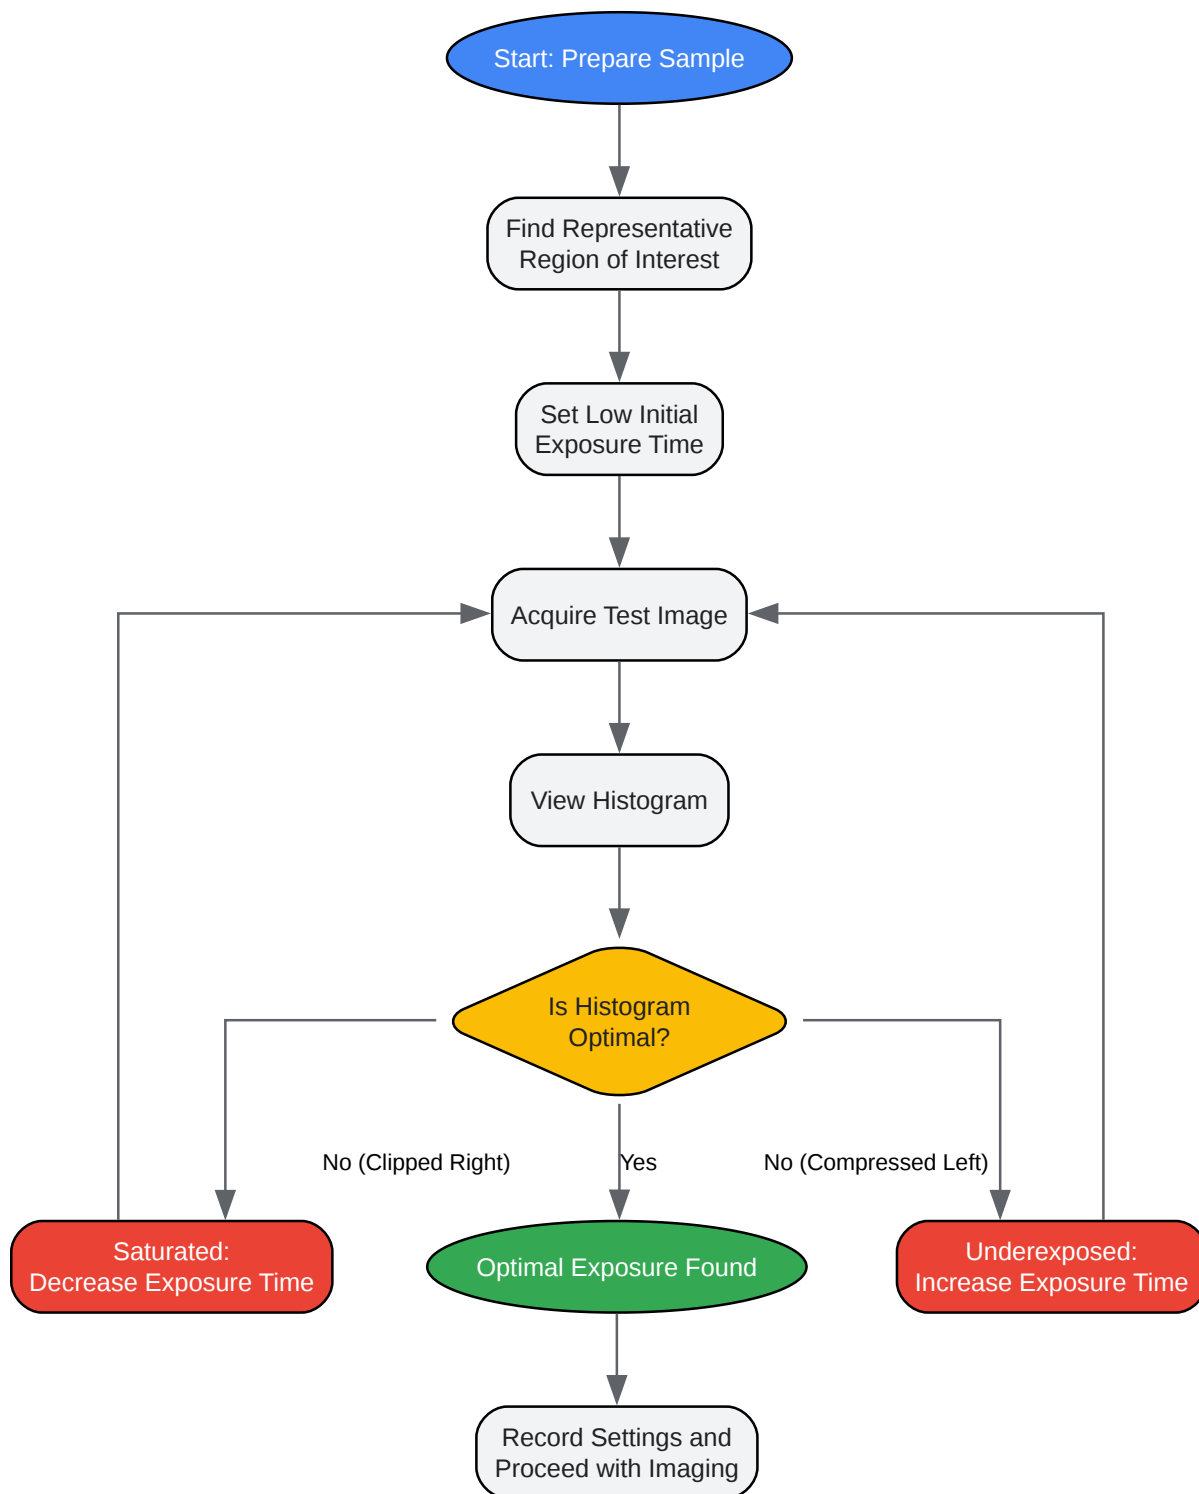 Start: Prepare Sample
Find Representative
Region of Interest
Set Low Initial
Exposure Time
Acquire Test Image
View Histogram
Is Histogram
Optimal?
No (Clipped Right)
Yes
No (Compressed Left)
Saturated:
Decrease Exposure Time
Optimal Exposure Found
Underexposed:
Increase Exposure Time
Record Settings and
Proceed with Imaging